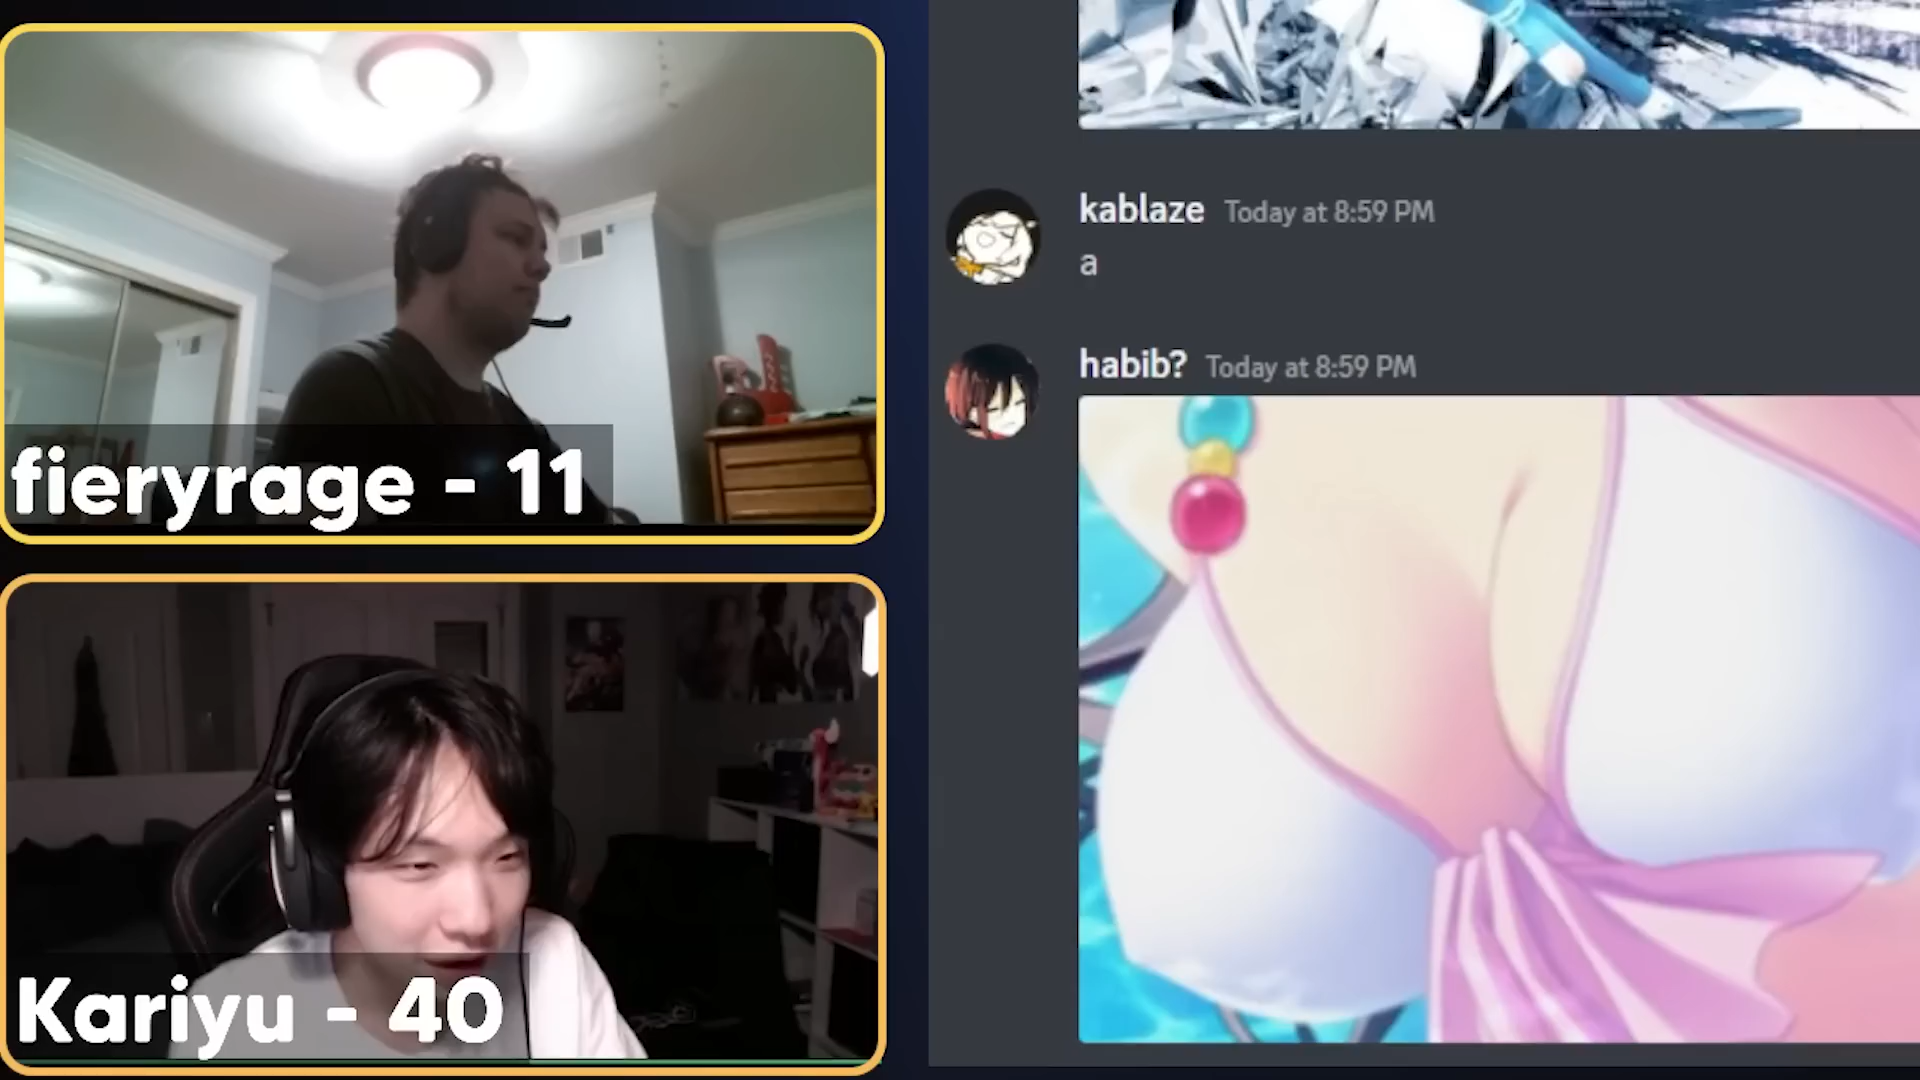 fieryrage - 11
Kariyu - 40
kablaze Today at 8:59 PM
a
habib? Today at 8:59 PM